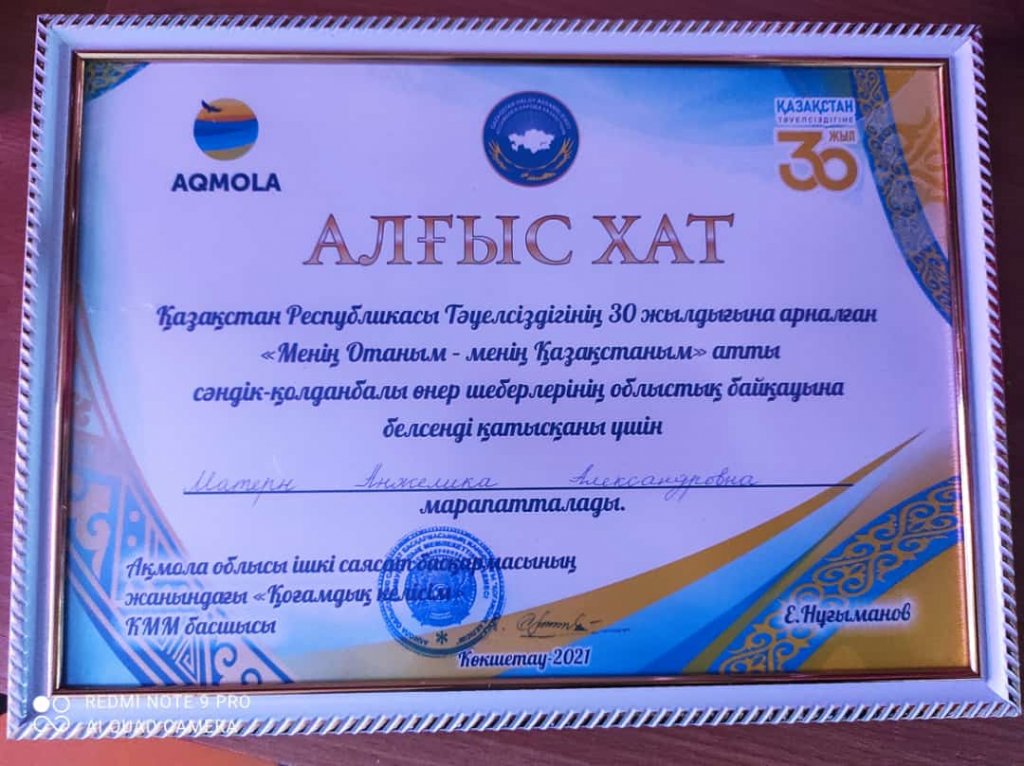 AQMOLA
ҚАЗАҚСТАН
ТӘУЕЛСІЗДІГІНЕ
30 ЖЫЛ
АЛҒЫС ХАТ
Қазақстан Республикасы Тәуелсіздігінің 30 жылдығына арналған
«Менің Отаным – менің Қазақстаным» атты
сәндік-қолданбалы өнер шеберлерінің облыстық байқауына
белсенді қатысқаны үшін
Матерн Анжелика Александровна
марапатталады.
Ақмола облысы ішкі саясат басқармасының
жанындағы «Қоғамдық келісім»
КММ басшысы
Е.Нұғыманов
Көкшетау-2021
REDMI NOTE 9 PRO
AI QUAD CAMERA